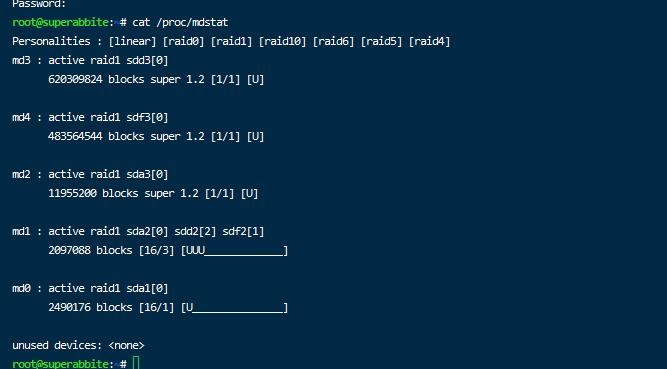 Password:
root@superabbite:~# cat /proc/mdstat
Personalities : [linear] [raid0] [raid1] [raid10] [raid6] [raid5] [raid4]
md3 : active raid1 sdd3[0]
      620309824 blocks super 1.2 [1/1] [U]
md4 : active raid1 sdf3[0]
      483564544 blocks super 1.2 [1/1] [U]
md2 : active raid1 sda3[0]
      11955200 blocks super 1.2 [1/1] [U]
md1 : active raid1 sda2[0] sdd2[2] sdf2[1]
      2097088 blocks [16/3] [UUU_____________]
md0 : active raid1 sda1[0]
      2490176 blocks [16/1] [U_______________]
unused devices: <none>
root@superabbite:~#